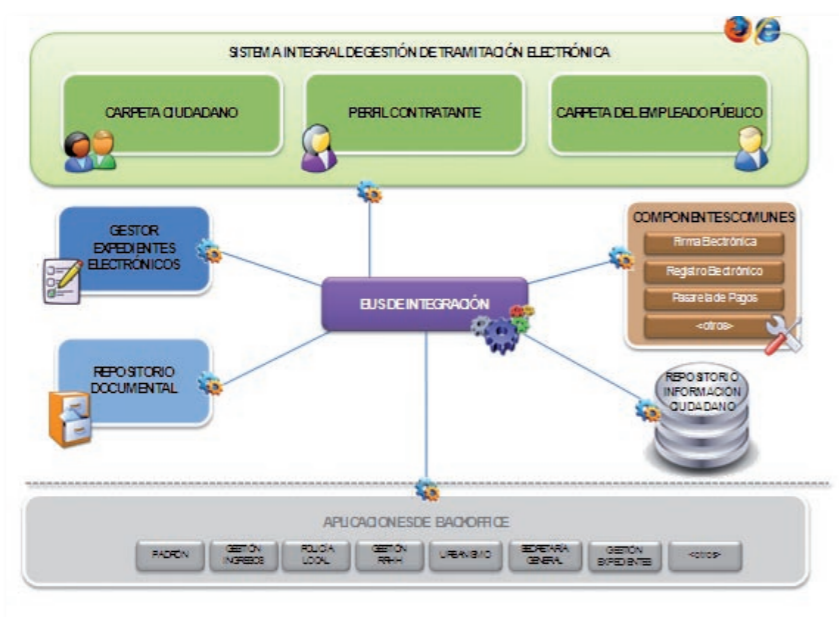 SISTEMA INTEGRAL DE GESTIÓN DE TRAMITACIÓN ELECTRÓNICA
CARPETA CIUDADANO
PERFIL CONTRATANTE
CARPETA DEL EMPLEADO PÚBLICO
GESTOR
EXPEDIENTES
ELECTRÓNICOS
COMPONENTES COMUNES
Firma Electrónica
Registro Electrónico
Pasarela de Pagos
<otros>
BUS DE INTEGRACIÓN
REPOSITORIO
DOCUMENTAL
REPOSITORIO
INFORMACIÓN
CIUDADANO
APLICACIONES DE BACKOFFICE
PADRÓN
GESTIÓN
INGRESOS
POLICÍA
LOCAL
GESTIÓN
RRHH
URBANISMO
SECRETARÍA
GENERAL
GESTIÓN
EXPEDIENTES
<otros>